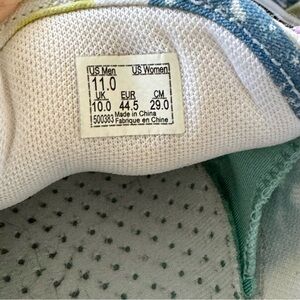 US Men US Women
11.0
UK EUR CM
10.0 44.5 29.0
500383 Made in China
Fabrique en Chine